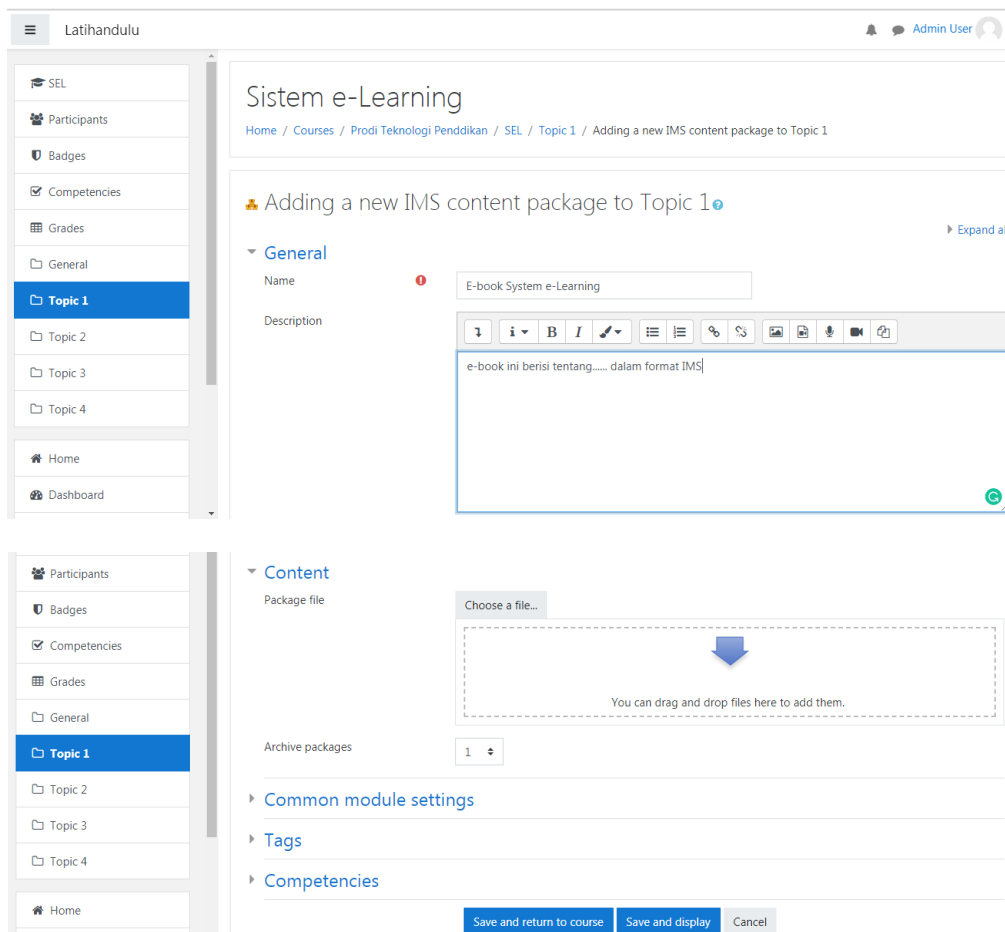 Latihandulu
Admin User
SEL
Participants
Badges
Competencies
Grades
General
Topic 1
Topic 2
Topic 3
Topic 4
Home
Dashboard
Sistem e-Learning
Home / Courses / Prodi Teknologi Penddikan / SEL / Topic 1 / Adding a new IMS content package to Topic 1
Adding a new IMS content package to Topic 1
Expand al
General
Name
E-book System e-Learning
Description
B I
e-book ini berisi tentang...... dalam format IMS
Participants
Badges
Competencies
Grades
General
Topic 1
Topic 2
Topic 3
Topic 4
Home
Content
Package file
Choose a file...
You can drag and drop files here to add them.
Archive packages
1
Common module settings
Tags
Competencies
Save and return to course Save and display Cancel